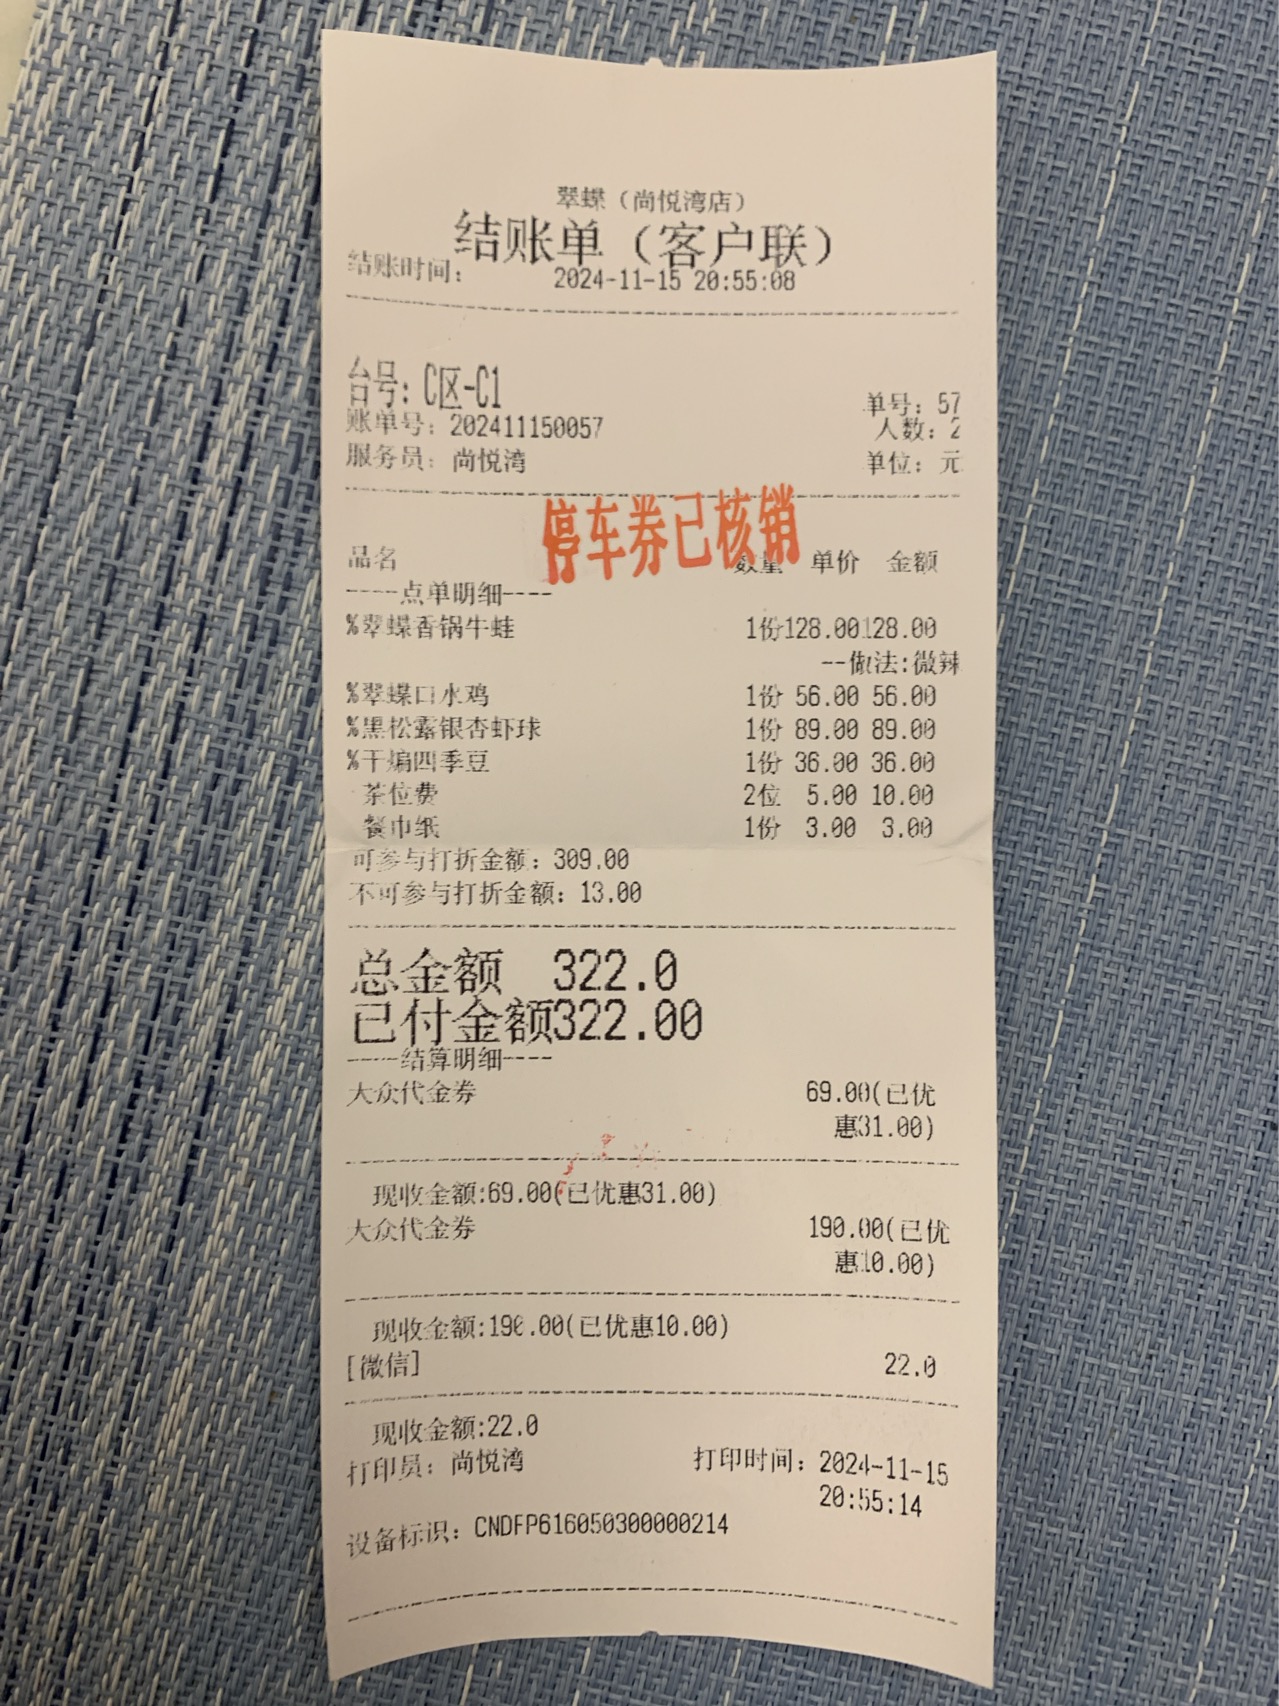 翠蝶（尚悦湾店）
结账单（客户联）
结账时间： 2024-11-15 20:55:08
台号：C区-C1
单号：57
账单号：202411150057
人数：2
服务员：尚悦湾
单位：元
停车券已核销
品名 数量 单价 金额
----点单明细----
%翠蝶香锅牛蛙 1份128.00128.00
--做法:微辣
%翠蝶口水鸡 1份 56.00 56.00
%黑松露银杏虾球 1份 89.00 89.00
%干煸四季豆 1份 36.00 36.00
茶位费 2位 5.00 10.00
餐巾纸 1份 3.00 3.00
可参与打折金额：309.00
不可参与打折金额：13.00
总金额 322.0
已付金额322.00
----结算明细----
大众代金券 69.00(已优
惠31.00)
现收金额:69.00(已优惠31.00)
大众代金券 190.00(已优
惠10.00)
现收金额:190.00(已优惠10.00)
[微信] 22.0
现收金额:22.0
打印员：尚悦湾 打印时间：2024-11-15
20:55:14
设备标识：CNDFP616050300000214